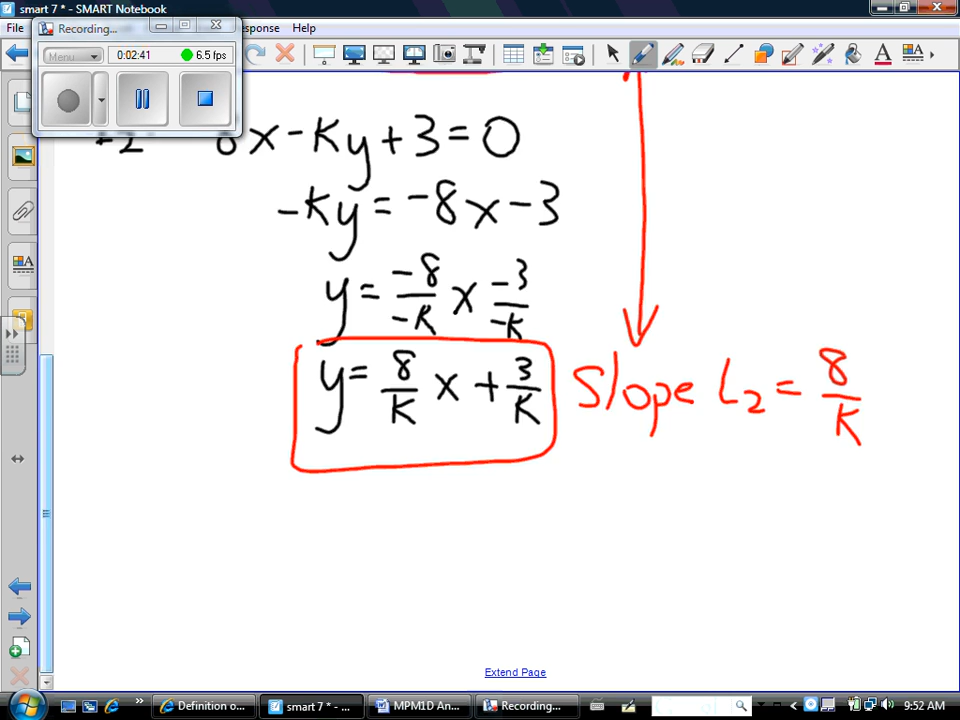 smart 7 * - SMART Notebook
File
esponse
Help
Recording...
Menu
0:02:41
6.5 fps
8x - Ky + 3 = 0
-Ky = -8x - 3
y = -8/-K x -3/-K
y = 8/K x + 3/K
Slope L2 = 8/K
Extend Page
Definition o...
smart 7 * - ...
MPM1D An...
Recording...
9:52 AM